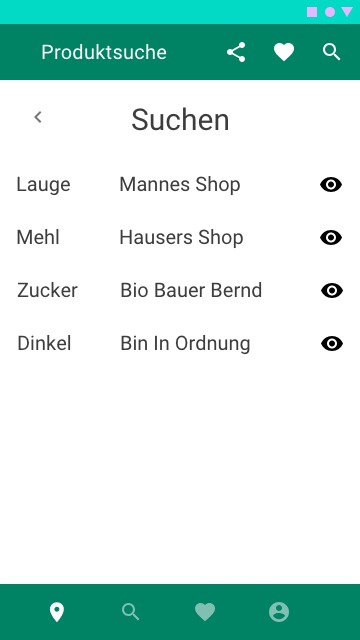 Produktsuche
Suchen
Lauge Mannes Shop
Mehl Hausers Shop
Zucker Bio Bauer Bernd
Dinkel Bin In Ordnung